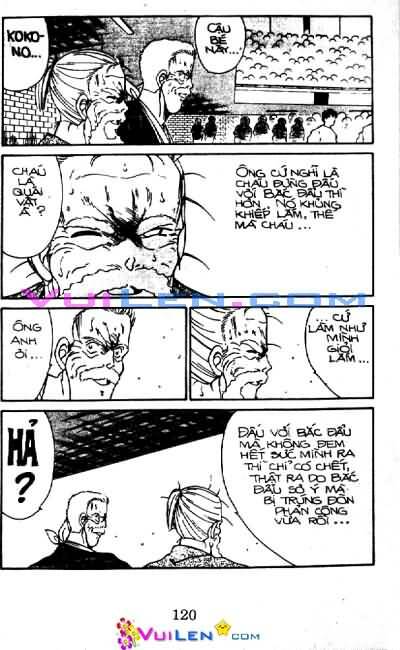 KOKO-
NO...
CẬU
BÉ
NÀY...
CHÁU
LÀ
QUÁI
VẬT
Á ?
ÔNG CỨ NGHĨ LÀ
CHÁU ĐỪNG ĐẤU
VỚI BẮC ĐẨU THÌ
HƠN. NÓ KHỦNG
KHIẾP LẮM, THẾ
MÀ CHÁU...
VUILEN.COM
ÔNG
ANH
ƠI...
... CỨ
LÀM NHƯ
MÌNH
GIỎI
LẮM...
HẢ
?
ĐẤU VỚI BẮC ĐẨU
MÀ KHÔNG ĐEM
HẾT SỨC MÌNH RA
THÌ CHỈ CÓ CHẾT,
THẬT RA DO BẮC
ĐẨU SƠ Ý MÀ
BỊ TRÚNG ĐÒN
PHẢN CÔNG
VỪA RỒI...
120
VUILEN.COM